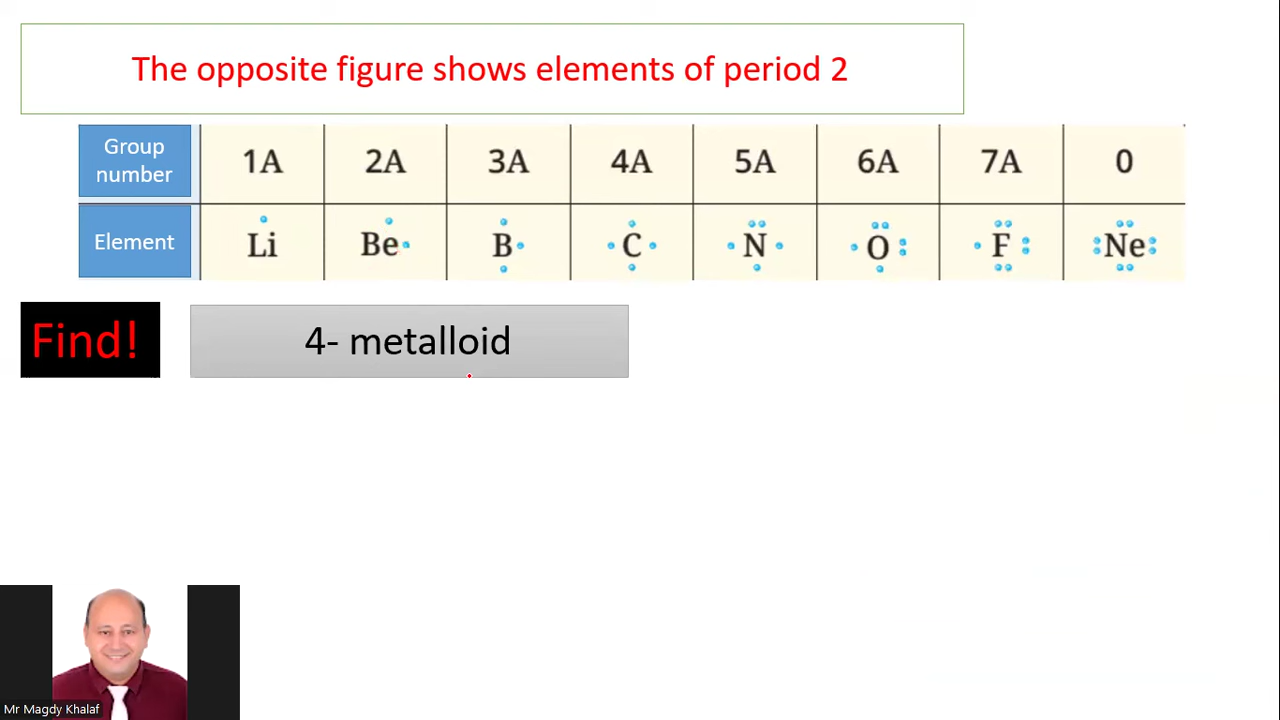 The opposite figure shows elements of period 2
Group number 1A 2A 3A 4A 5A 6A 7A 0
Element Li Be B C N O F Ne
Find! 4- metalloid
Mr Magdy Khalaf